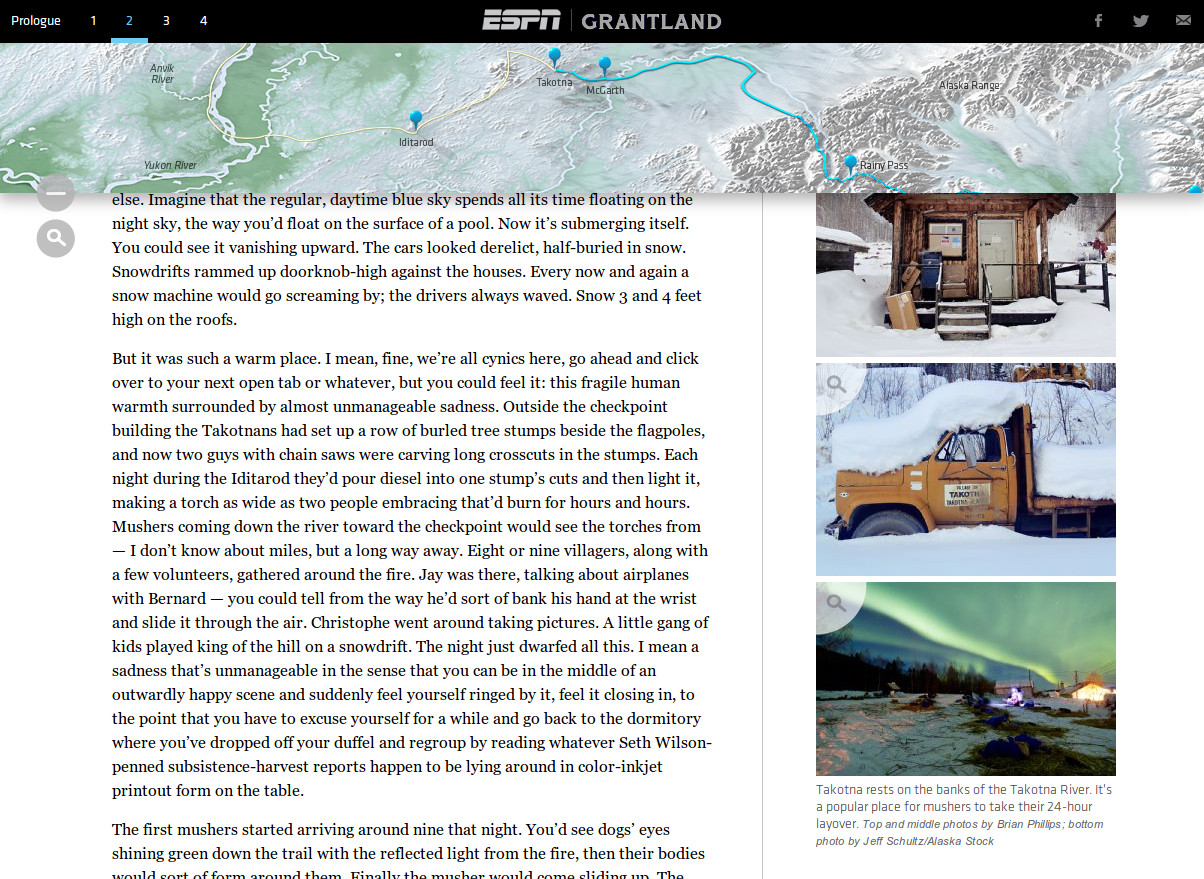 Prologue 1 2 3 4 ESPN GRANTLAND
Anvik
River
Takotna
McGarth
Alaska Range
Iditarod
Yukon River
Rainy Pass
else. Imagine that the regular, daytime blue sky spends all its time floating on the
night sky, the way you’d float on the surface of a pool. Now it’s submerging itself.
You could see it vanishing upward. The cars looked derelict, half-buried in snow.
Snowdrifts rammed up doorknob-high against the houses. Every now and again a
snow machine would go screaming by; the drivers always waved. Snow 3 and 4 feet
high on the roofs.
But it was such a warm place. I mean, fine, we’re all cynics here, go ahead and click
over to your next open tab or whatever, but you could feel it: this fragile human
warmth surrounded by almost unmanageable sadness. Outside the checkpoint
building the Takotnans had set up a row of burled tree stumps beside the flagpoles,
and now two guys with chain saws were carving long crosscuts in the stumps. Each
night during the Iditarod they’d pour diesel into one stump’s cuts and then light it,
making a torch as wide as two people embracing that’d burn for hours and hours.
Mushers coming down the river toward the checkpoint would see the torches from
— I don’t know about miles, but a long way away. Eight or nine villagers, along with
a few volunteers, gathered around the fire. Jay was there, talking about airplanes
with Bernard — you could tell from the way he’d sort of bank his hand at the wrist
and slide it through the air. Christophe went around taking pictures. A little gang of
kids played king of the hill on a snowdrift. The night just dwarfed all this. I mean a
sadness that’s unmanageable in the sense that you can be in the middle of an
outwardly happy scene and suddenly feel yourself ringed by it, feel it closing in, to
the point that you have to excuse yourself for a while and go back to the dormitory
where you’ve dropped off your duffel and regroup by reading whatever Seth Wilson-
penned subsistence-harvest reports happen to be lying around in color-inkjet
printout form on the table.
The first mushers started arriving around nine that night. You’d see dogs’ eyes
shining green down the trail with the reflected light from the fire, then their bodies
would sort of form around them. Finally the musher would come sliding up. The
VILLAGE OF
TAKOTNA
Takotna rests on the banks of the Takotna River. It's
a popular place for mushers to take their 24-hour
layover. Top and middle photos by Brian Phillips; bottom
photo by Jeff Schultz/Alaska Stock